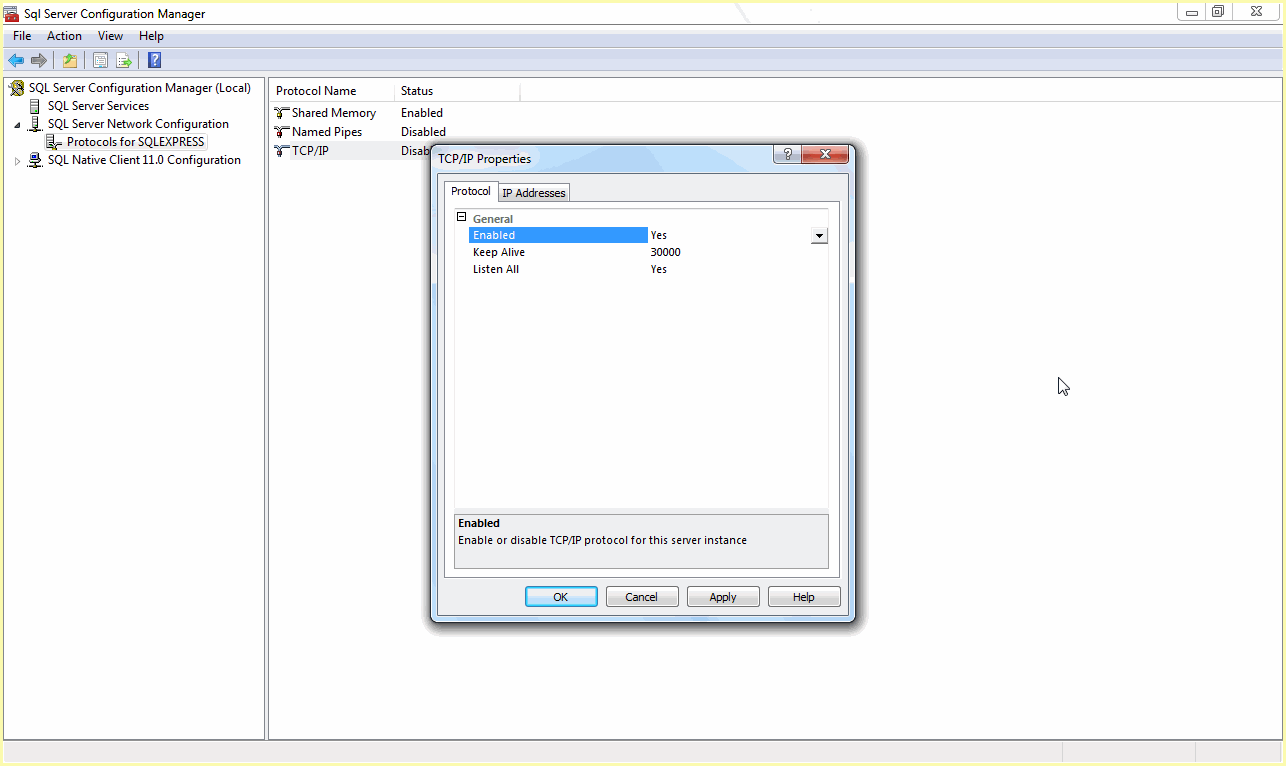 Sql Server Configuration Manager
File Action View Help
?
SQL Server Configuration Manager (Local)
SQL Server Services
SQL Server Network Configuration
Protocols for SQLEXPRESS
SQL Native Client 11.0 Configuration
Protocol Name Status
Shared Memory Enabled
Named Pipes Disabled
TCP/IP Disab
TCP/IP Properties
?
Protocol IP Addresses
General
Enabled Yes
Keep Alive 30000
Listen All Yes
Enabled
Enable or disable TCP/IP protocol for this server instance
OK Cancel Apply Help